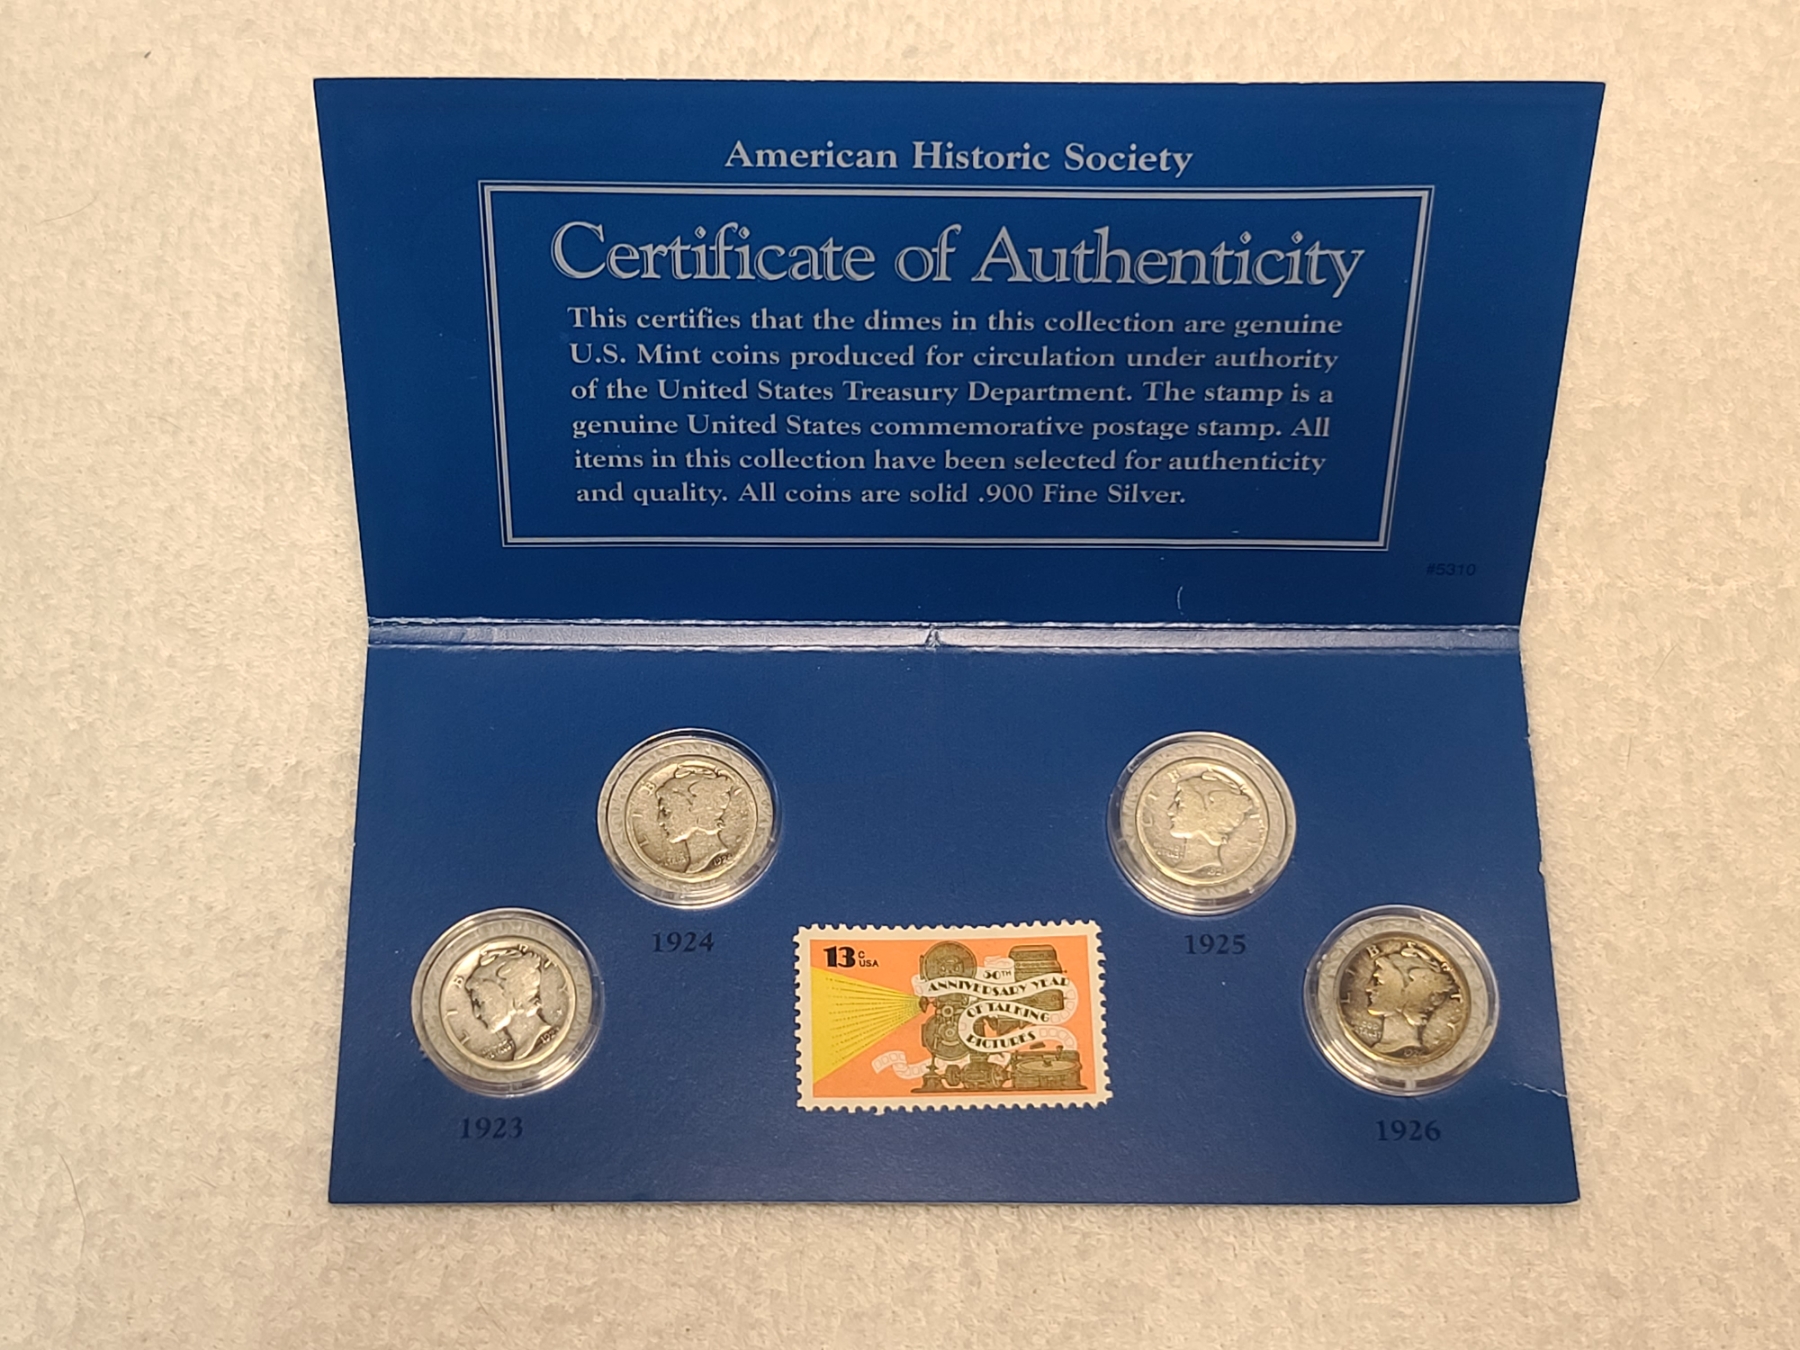 American Historic Society
Certificate of Authenticity
This certifies that the dimes in this collection are genuine
U.S. Mint coins produced for circulation under authority
of the United States Treasury Department. The stamp is a
genuine United States commemorative postage stamp. All
items in this collection have been selected for authenticity
and quality. All coins are solid .900 Fine Silver.
#5310
1924
1925
13c
USA
50TH
ANNIVERSARY YEAR
OF TALKING
PICTURES
1923
1926